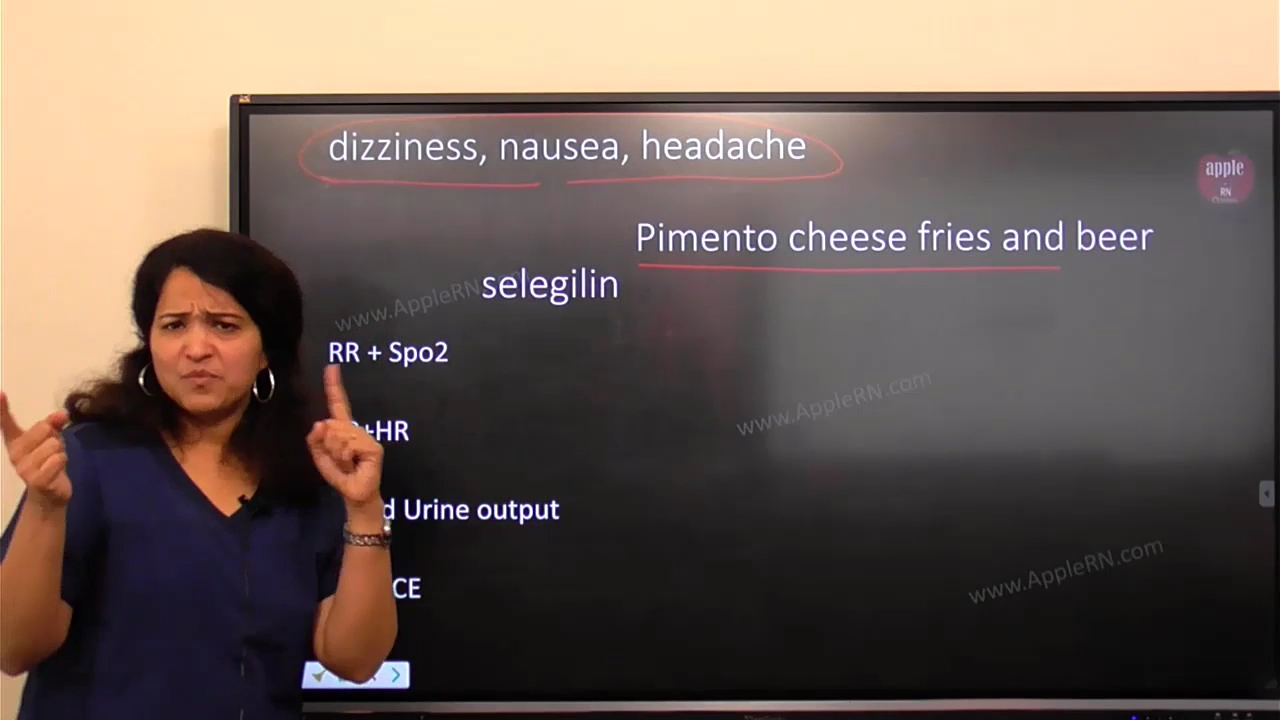 dizziness, nausea, headache
apple
RN
Pimento cheese fries and beer
selegilin
www.AppleRN
RR + Spo2
www.AppleRN.com
+HR
Urine output
www.AppleRN.com
CE